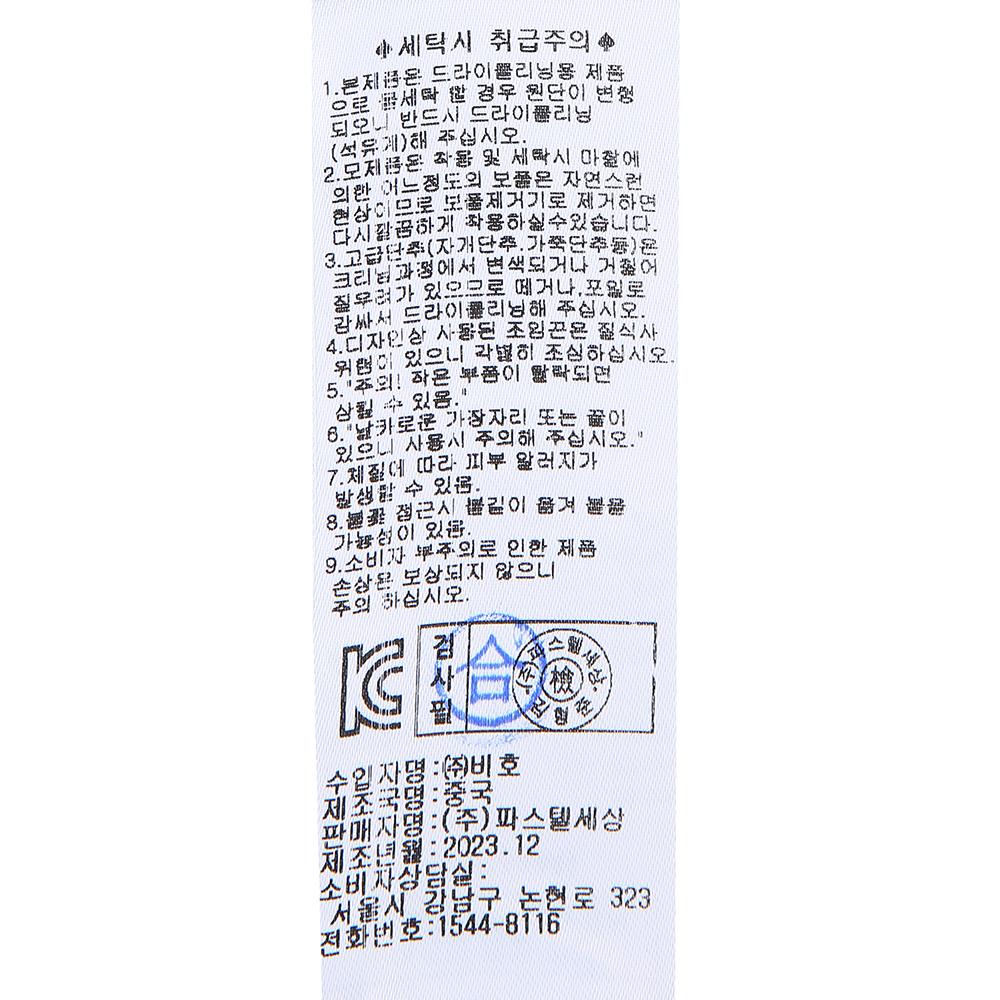 ♠세탁시 취급주의♠
1.본제품은 드라이클리닝용 제품
으로 물세탁 할 경우 원단이 변형
되오니 반드시 드라이클리닝
(석유계)해 주십시오.
2.모제품은 착용 및 세탁시 마찰에
의한 어느정도의 보풀은 자연스런
현상이므로 보풀제거기로 제거하면
다시깔끔하게 착용하실수있습니다.
3.고급단추(자개단추.가죽단추등)은
크리닝과정에서 변색되거나 거칠어
질우려가 있으므로 떼거나,포일로
감싸서 드라이클리닝해 주십시오.
4.디자인상 사용된 조임끈은 질식사
위험이 있으니 각별히 조심하십시오.
5."주의! 작은 부품이 탈락되면
삼킬 수 있음."
6."날카로운 가장자리 또는 끝이
있으니 사용시 주의해 주십시오."
7.체질에 따라 피부 알러지가
발생할 수 있음.
8.불꽃 접근시 불길이 옮겨 붙을
가능성이 있음.
9.소비자 부주의로 인한 제품
손상은 보상되지 않으니
주의 하십시오.
KC
검사필
合
(주)파스텔세상
檢
수입자명:(주)비호
제조국명:중국
판매자명:(주)파스텔세상
제조년월:2023.12
소비자상담실:
서울시 강남구 논현로 323
전화번호:1544-8116